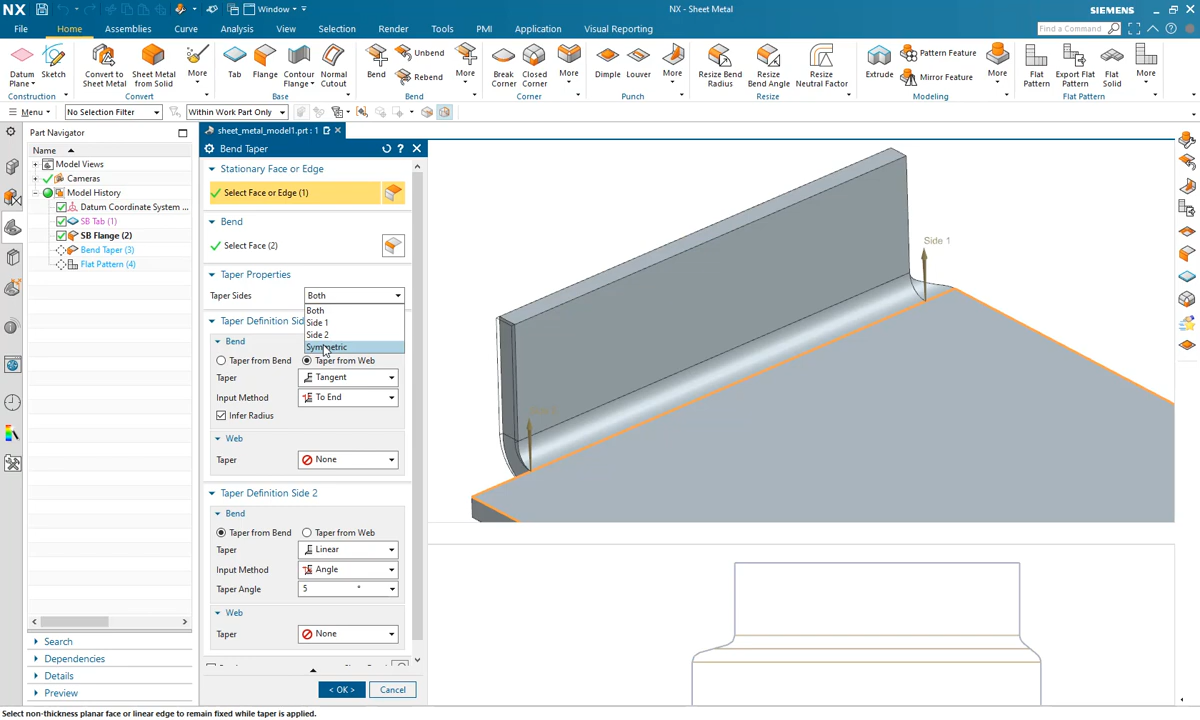 NX
Window
NX - Sheet Metal
SIEMENS
File Home Assemblies Curve Analysis View Selection Render Tools PMI Application Visual Reporting
Find a Command
Datum Plane
Sketch
Convert to Sheet Metal
Sheet Metal from Solid
More
Tab
Flange
Contour Flange
Normal Cutout
Bend
Unbend
Rebend
More
Break Corner
Closed Corner
More
Dimple
Louver
More
Resize Bend Radius
Resize Bend Angle
Resize Neutral Factor
Extrude
Pattern Feature
Mirror Feature
More
Flat Pattern
Export Flat Pattern
Flat Solid
More
Construction Convert Base Bend Corner Punch Resize Modeling Flat Pattern
Menu
No Selection Filter
Within Work Part Only
Part Navigator
Name
Model Views
Cameras
Model History
Datum Coordinate System ...
SB Tab (1)
SB Flange (2)
Bend Taper (3)
Flat Pattern (4)
Search
Dependencies
Details
Preview
sheet_metal_model1.prt : 1
Bend Taper
Stationary Face or Edge
Select Face or Edge (1)
Bend
Select Face (2)
Taper Properties
Taper Sides
Both
Both
Side 1
Side 2
Symmetric
Taper Definition Sid
Bend
Taper from Bend Taper from Web
Taper Tangent
Input Method To End
Infer Radius
Web
Taper None
Taper Definition Side 2
Bend
Taper from Bend Taper from Web
Taper Linear
Input Method Angle
Taper Angle 5 °
Web
Taper None
< OK > Cancel
Side 1
Select non-thickness planar face or linear edge to remain fixed while taper is applied.